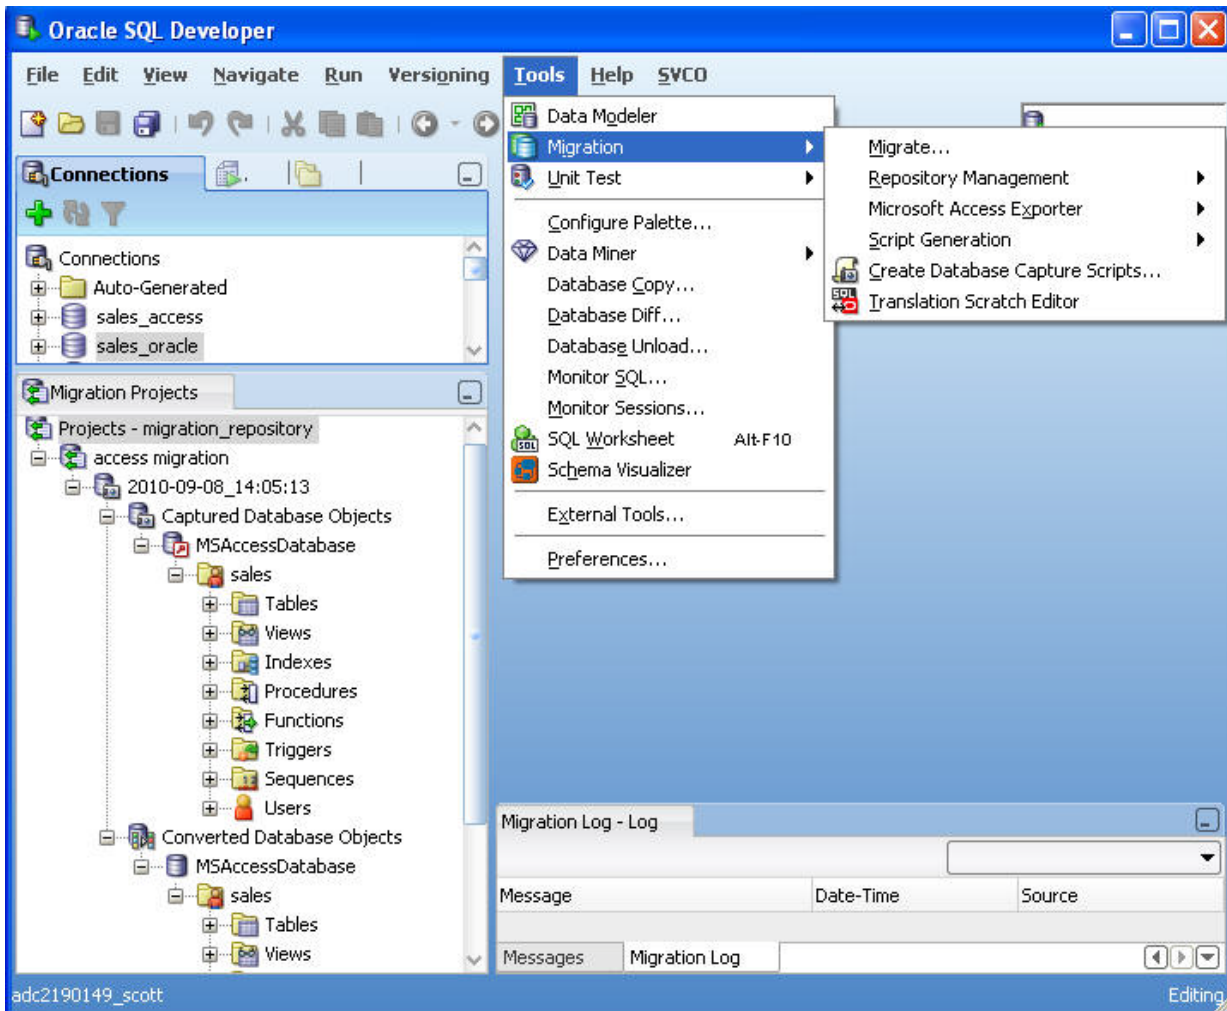 Oracle SQL Developer
File Edit View Navigate Run Versioning Tools Help SVCO
Connections
Connections
Auto-Generated
sales_access
sales_oracle
Migration Projects
Projects - migration_repository
access migration
2010-09-08_14:05:13
Captured Database Objects
MSAccessDatabase
sales
Tables
Views
Indexes
Procedures
Functions
Triggers
Sequences
Users
Converted Database Objects
MSAccessDatabase
sales
Tables
Views
Data Modeler
Migration
Unit Test
Configure Palette...
Data Miner
Database Copy...
Database Diff...
Database Unload...
Monitor SQL...
Monitor Sessions...
SQL Worksheet Alt-F10
Schema Visualizer
External Tools...
Preferences...
Migrate...
Repository Management
Microsoft Access Exporter
Script Generation
Create Database Capture Scripts...
Translation Scratch Editor
Migration Log - Log
Message Date-Time Source
Messages Migration Log
adc2190149_scott Editing